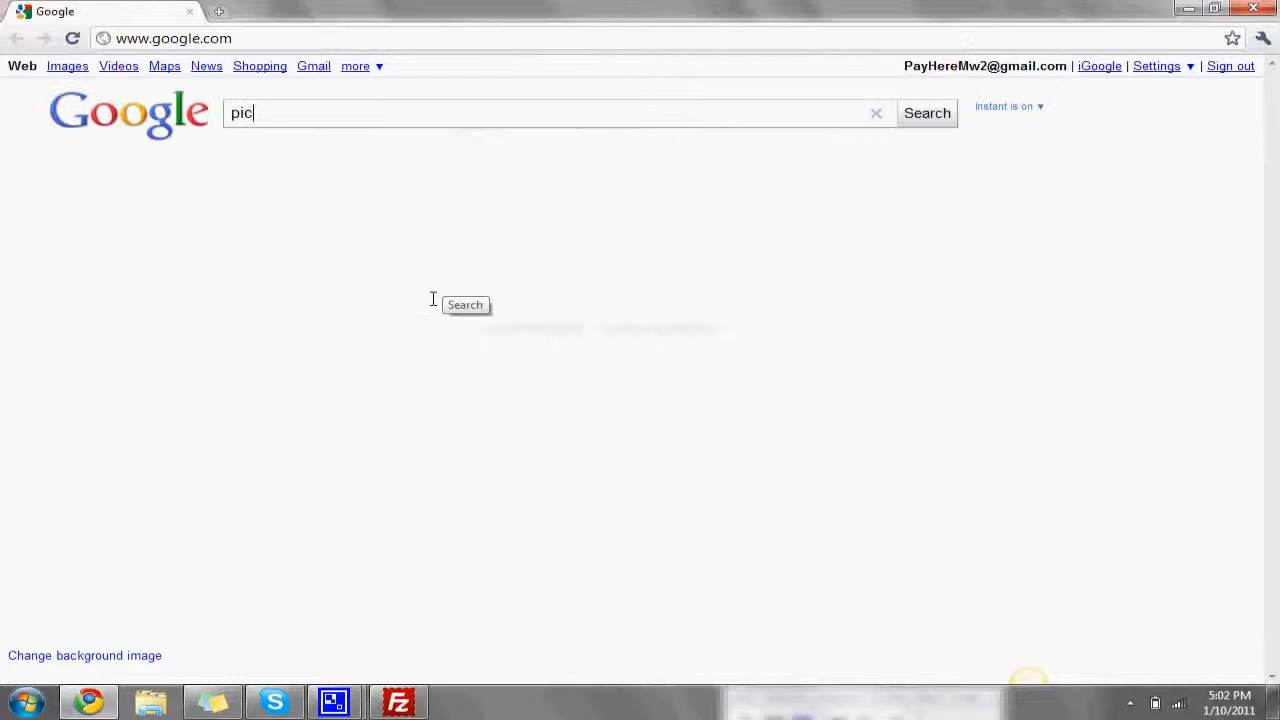 Google
www.google.com
Web Images Videos Maps News Shopping Gmail more ▼ PayHereMw2@gmail.com | iGoogle | Settings ▼ | Sign out
Google pic Search Instant is on ▼
Search
Change background image
5:02 PM
1/10/2011